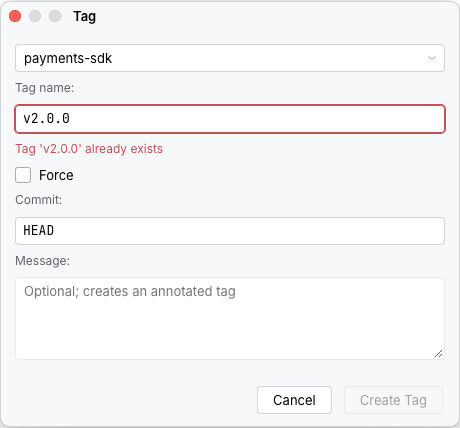 Tag
payments-sdk
Tag name:
v2.0.0
Tag 'v2.0.0' already exists
Force
Commit:
HEAD
Message:
Optional; creates an annotated tag
Cancel
Create Tag